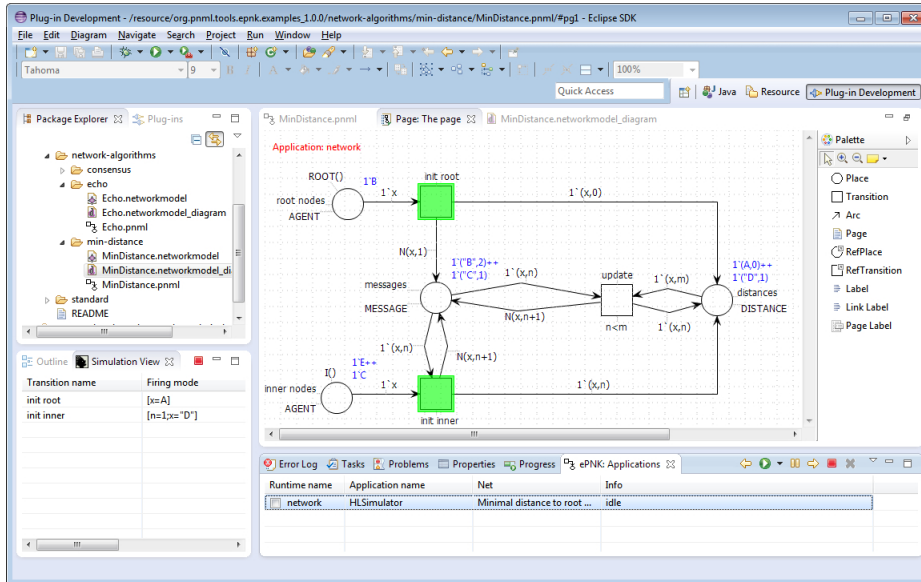 Plug-in Development - /resource/org.pnml.tools.epnk.examples_1.0.0/network-algorithms/min-distance/MinDistance.pnml/#pg1 - Eclipse SDK
File Edit Diagram Navigate Search Project Run Window Help
Tahoma 9 B I A 100%
Quick Access Java Resource Plug-in Development
Package Explorer Plug-ins
network-algorithms
consensus
echo
Echo.networkmodel
Echo.networkmodel_diagram
Echo.pnml
min-distance
MinDistance.networkmodel
MinDistance.networkmodel_di
MinDistance.pnml
standard
README
Outline Simulation View
Transition name Firing mode
init root [x=A]
init inner [n=1;x="D"]
MinDistance.pnml Page: The page MinDistance.networkmodel_diagram
Application: network
ROOT() 1`B init root
root nodes 1`x 1`(x,0)
AGENT
N(x,1) 1`("B",2)++ 1`(A,0)++
1`("C",1) 1`(x,n) update 1`(x,m) 1`("D",1)
messages distances
MESSAGE N(x,n+1) n<m 1`(x,n) DISTANCE
1`(x,n) N(x,n+1)
I() 1`E++
1`C
inner nodes 1`x 1`(x,n)
AGENT
init inner
Palette
Place
Transition
Arc
Page
RefPlace
RefTransition
Label
Link Label
Page Label
Error Log Tasks Problems Properties Progress ePNK: Applications
Runtime name Application name Net Info
network HLSimulator Minimal distance to root ... idle